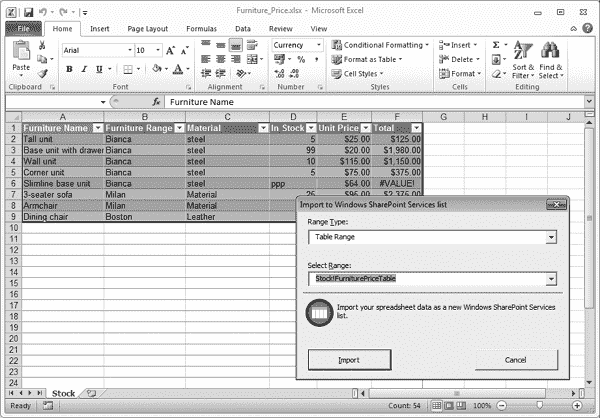 Furniture_Price.xlsx - Microsoft Excel
File Home Insert Page Layout Formulas Data Review View
Paste
Clipboard
Arial 10
B I U
Font
Alignment
Currency
$ % ,
Number
Conditional Formatting
Format as Table
Cell Styles
Styles
Insert
Delete
Format
Cells
Σ
Sort & Filter
Find & Select
Editing
fx Furniture Name
A B C D E F G H I J
1 Furniture Name Furniture Range Material In Stock Unit Price Total
2 Tall unit Bianca steel 5 $25.00 $125.00
3 Base unit with drawer Bianca steel 99 $20.00 $1,980.00
4 Wall unit Bianca steel 10 $115.00 $1,150.00
5 Corner unit Bianca steel 5 $75.00 $375.00
6 Slimline base unit Bianca steel ppp $64.00 #VALUE!
7 3-seater sofa Milan Material 25 $95.00 $2,375.00
8 Armchair Milan Material
9 Dining chair Boston Leather
10
11
12
13
14
15
16
17
18
19
20
21
22
23
24
Import to Windows SharePoint Services list
Range Type:
Table Range
Select Range:
Stock!FurniturePriceTable
Import your spreadsheet data as a new Windows SharePoint Services
list.
Import Cancel
Stock
Ready Count: 54 100%